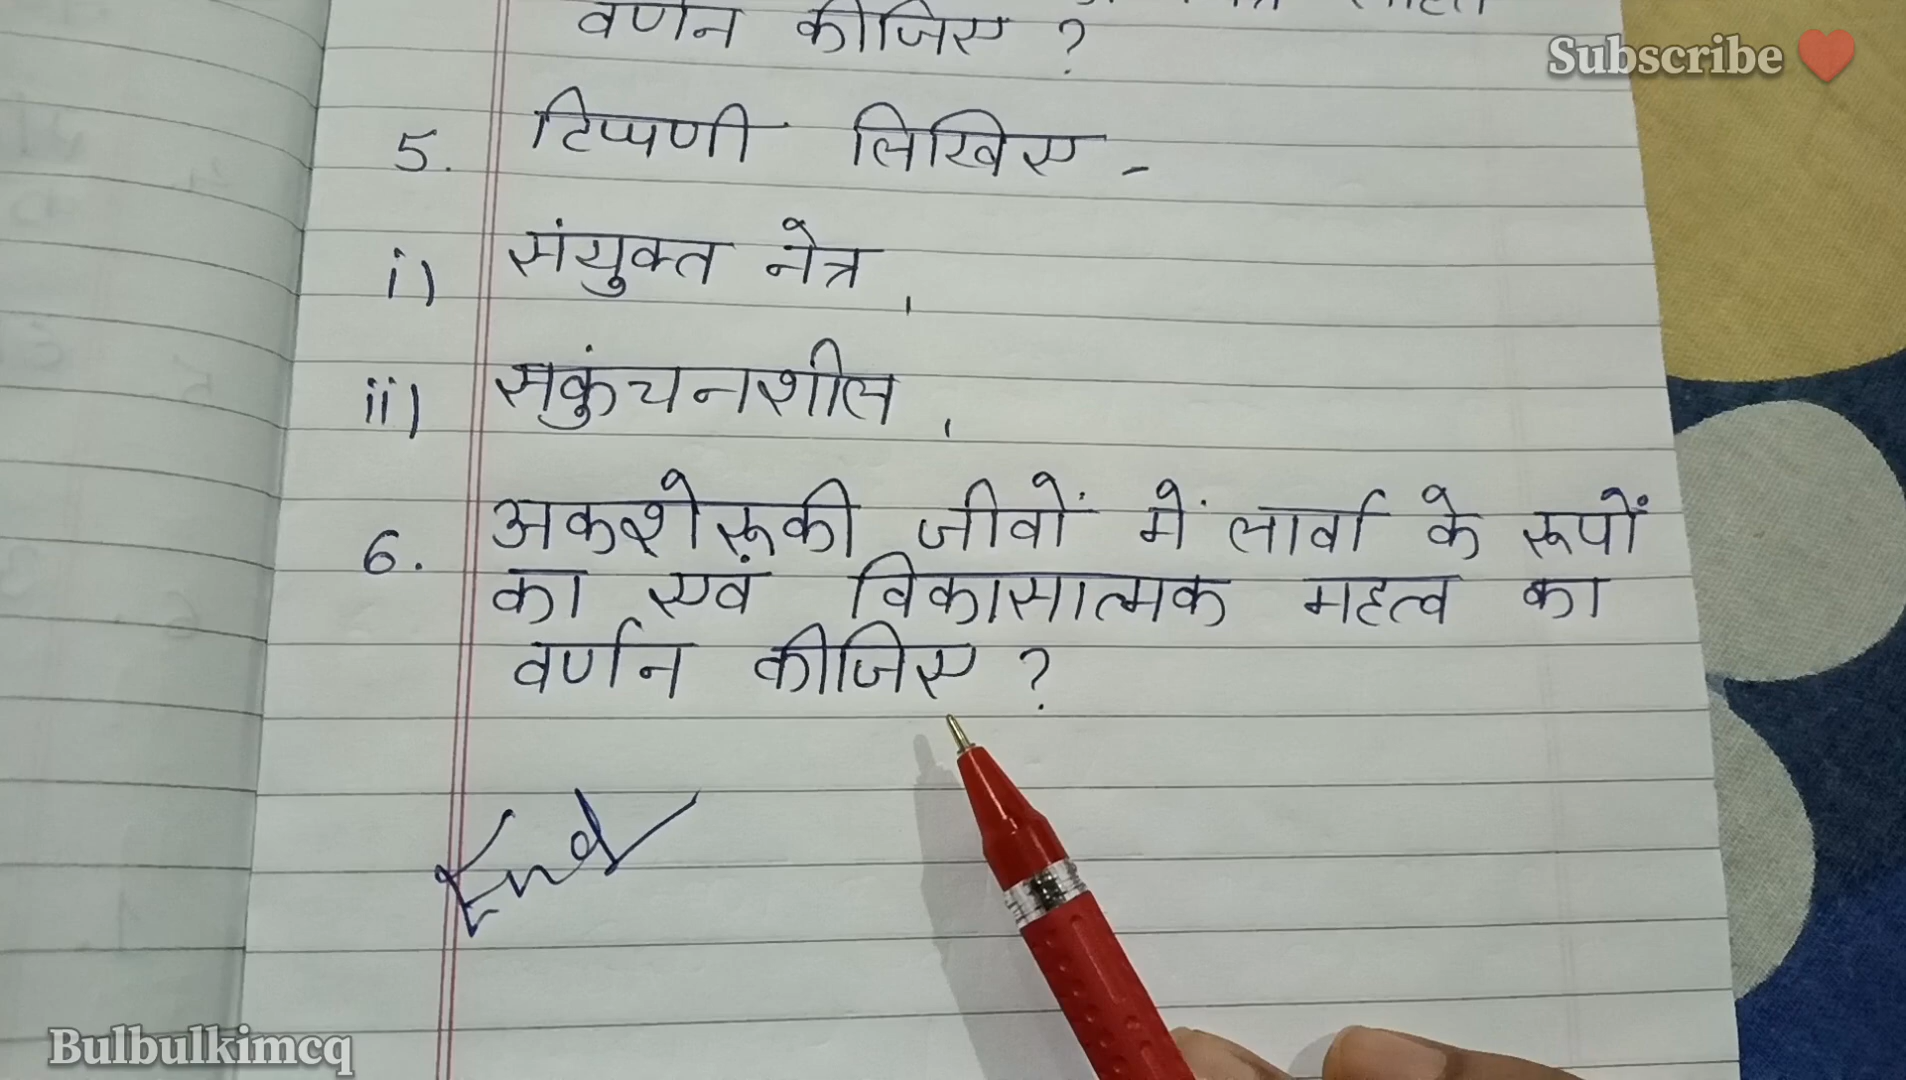 वर्णन कीजिए ?
Subscribe
5. टिप्पणी लिखिए -
i) संयुक्त नेत्र,
ii) सकुंचनशील,
6. अकशेरूकी जीवों में लार्वा के रूपों
का एवं विकासात्मक महत्व का
वर्णन कीजिए ?
End
Bulbulkimcq